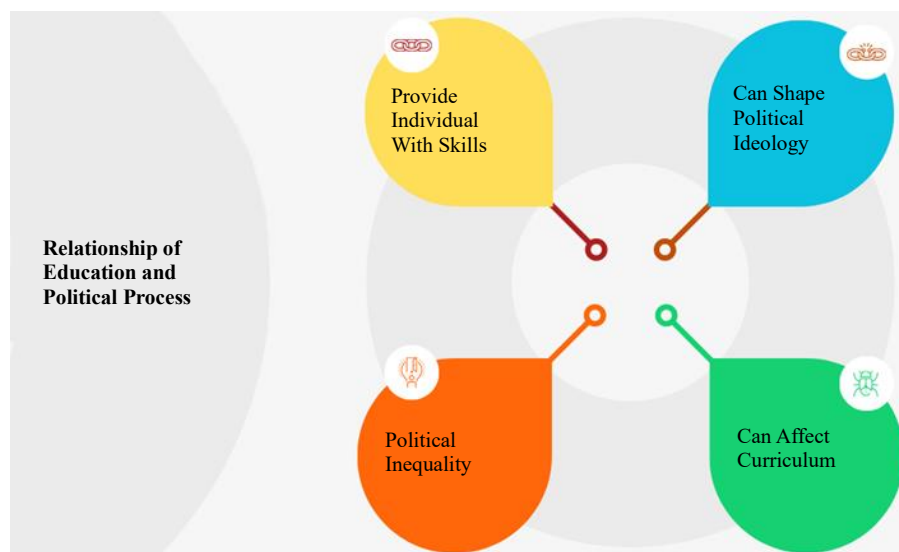 Relationship of
Education and
Political Process
Provide
Individual
With Skills
Can Shape
Political
Ideology
Political
Inequality
Can Affect
Curriculum